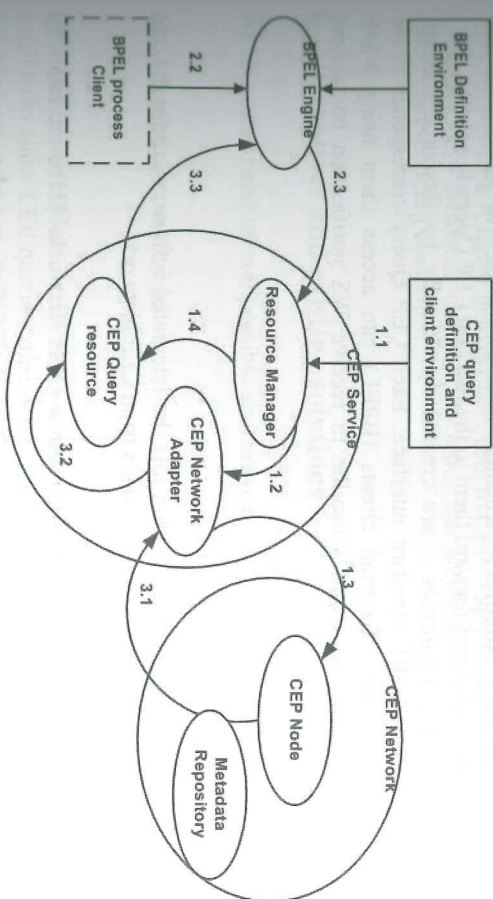 BPEL Definition
Environment
CEP query
definition and
client environment
1.1
BPEL Engine
2.3
2.2
BPEL process
Client
3.3
CEP Service
Resource Manager
1.4
1.2
CEP Query
resource
CEP Network
Adapter
3.2
1.3
3.1
CEP Network
CEP Node
Metadata
Repository